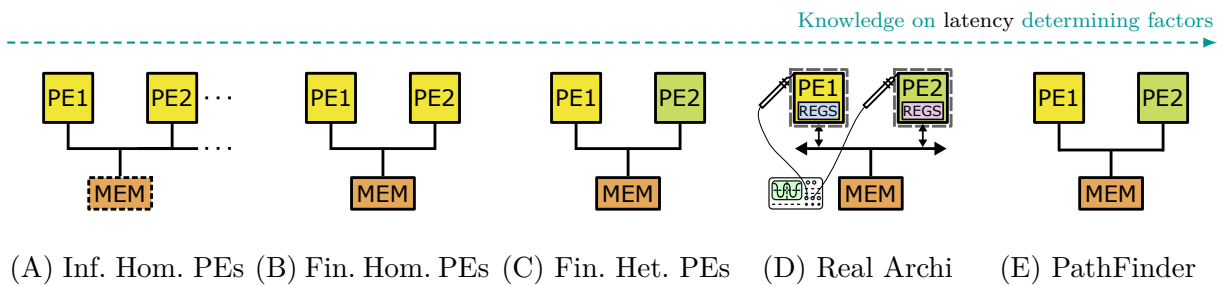 Knowledge on latency determining factors
PE1 PE2 ... PE1 PE2 PE1 PE2 PE1 PE2 PE1 PE2
REGS REGS
...
MEM MEM MEM MEM MEM
(A) Inf. Hom. PEs (B) Fin. Hom. PEs (C) Fin. Het. PEs (D) Real Archi (E) PathFinder